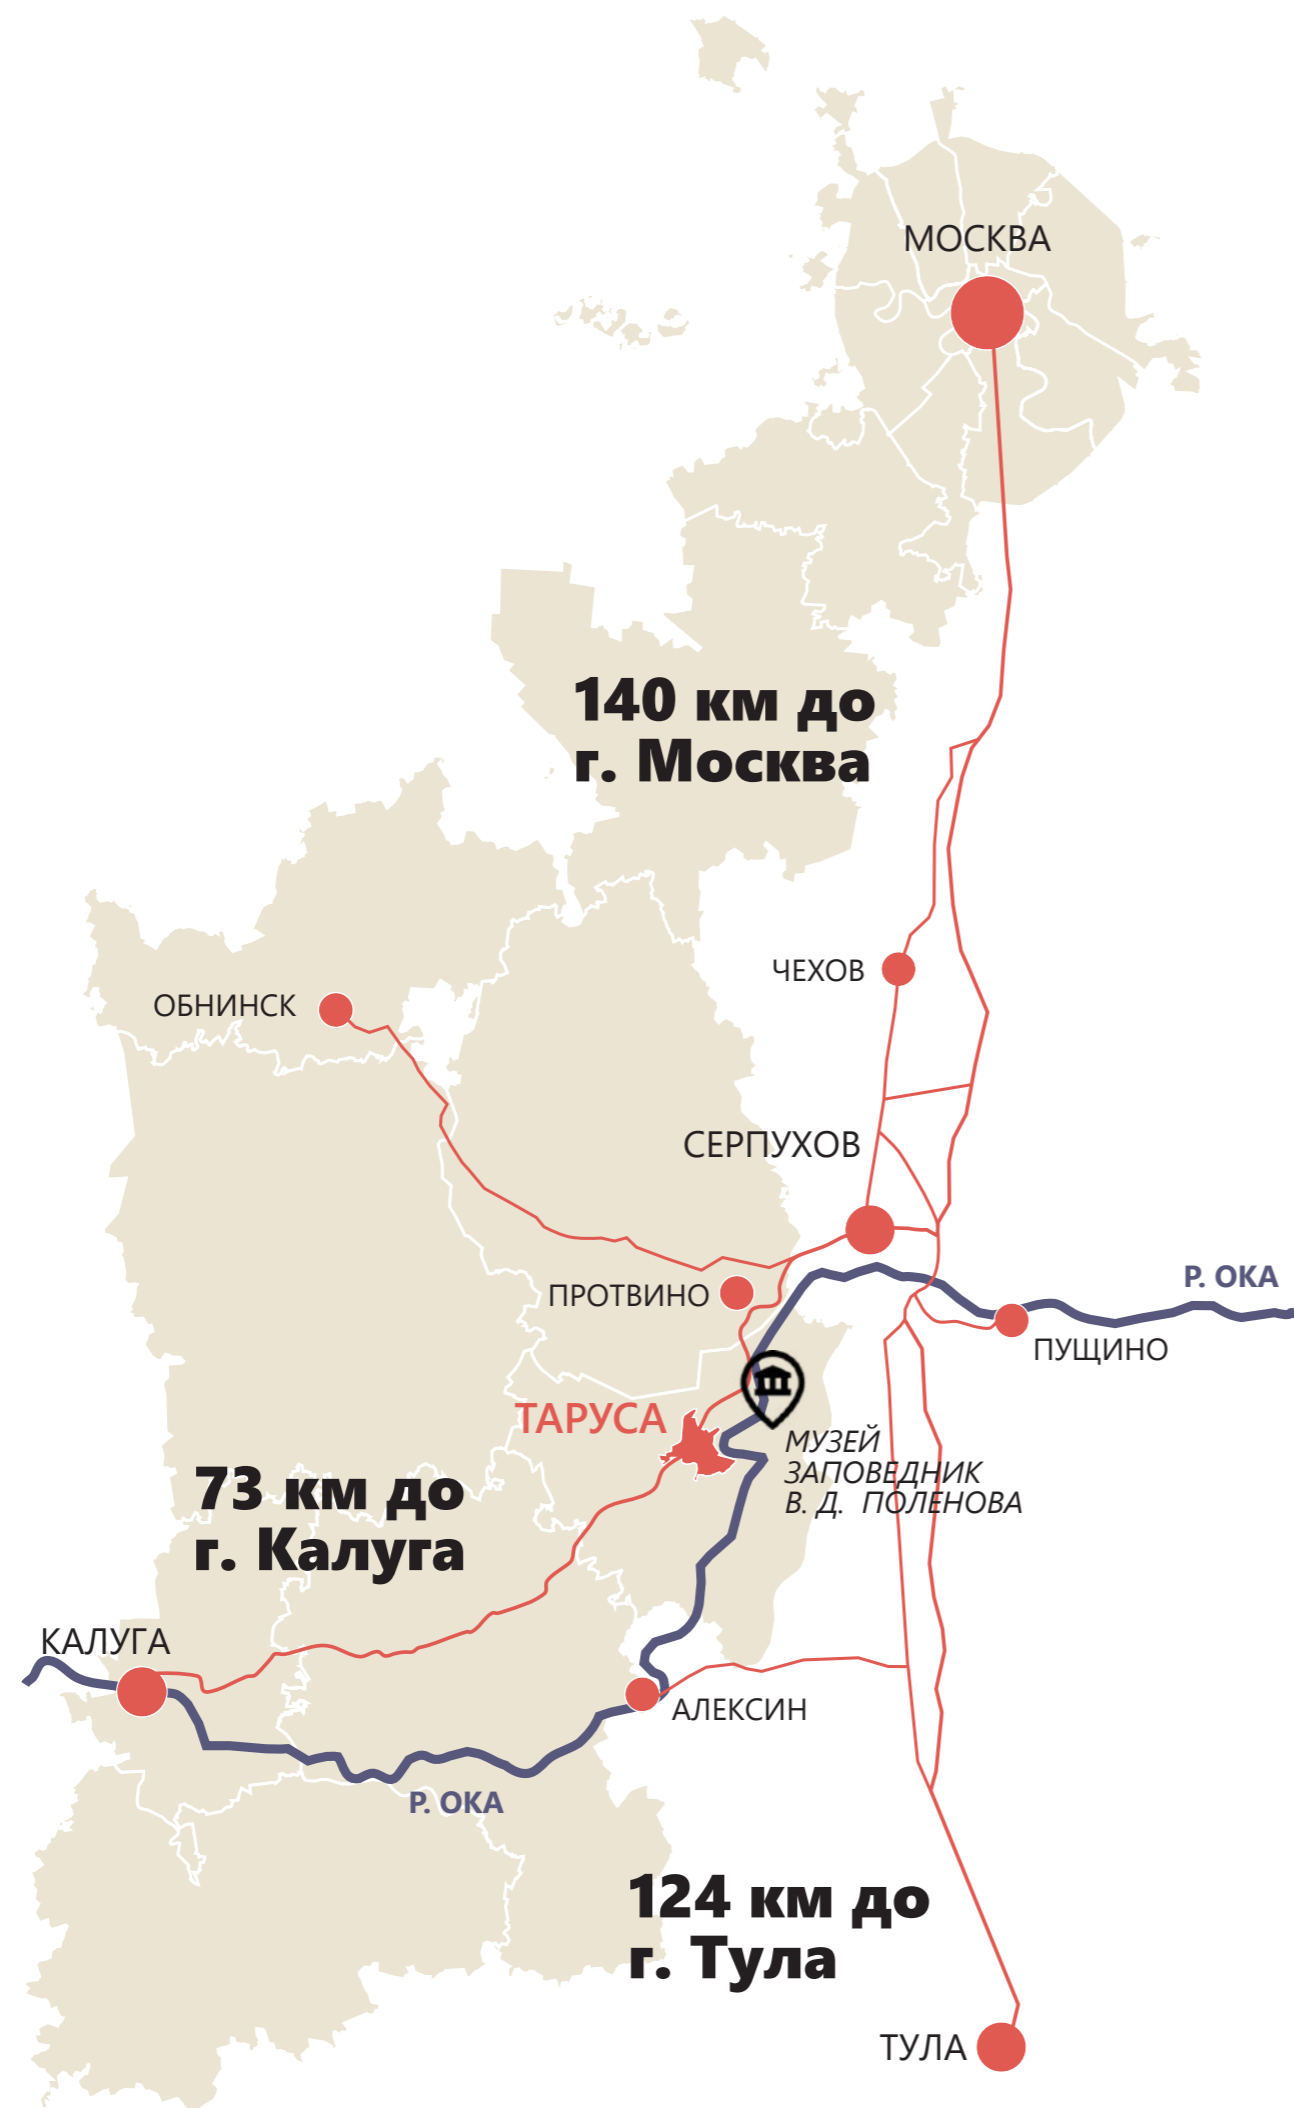 МОСКВА
140 км до
г. Москва
ЧЕХОВ
ОБНИНСК
СЕРПУХОВ
Р. ОКА
ПРОТВИНО
ПУЩИНО
ТАРУСА
МУЗЕЙ
ЗАПОВЕДНИК
В. Д. ПОЛЕНОВА
73 км до
г. Калуга
КАЛУГА
АЛЕКСИН
Р. ОКА
124 км до
г. Тула
ТУЛА